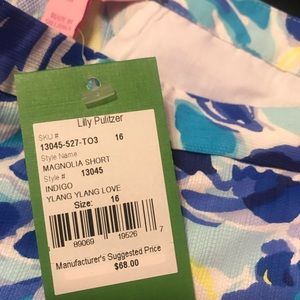 Lilly Pulitzer
SKU # 16
13045-527-TO3
Style Name
MAGNOLIA SHORT
Style # 13045
INDIGO
YLANG YLANG LOVE
Size: 16
89069 19526 7
Manufacturer's Suggested Price
$68.00